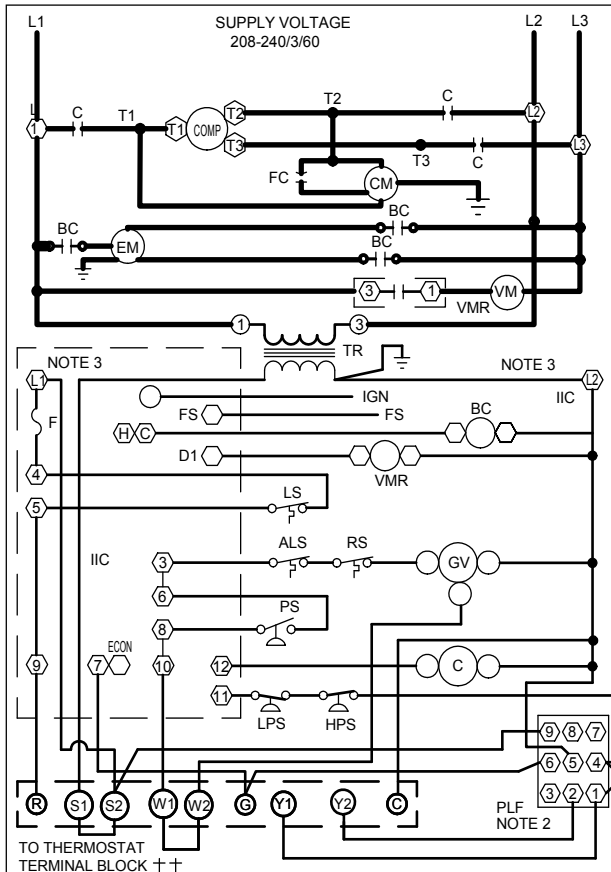 L1 SUPPLY VOLTAGE L2 L3
208-240/3/60
L C T1 T2 C
1 T1 COMP T2 L2
T3 T3 C L3
FC CM
BC BC
EM BC
3 1 VM
VMR
1 3
TR
NOTE 3 NOTE 3
L1 IGN L2
IIC
F FS FS BC
H C
4 D1 VMR
5 LS
IIC 3 ALS RS GV
6 PS
8
ECON
9 7 10 12 C
11
LPS HPS
9 8 7
6 5 4
3 2 1
R S1 S2 W1 W2 G Y1 Y2 C PLF
NOTE 2
TO THERMOSTAT
TERMINAL BLOCK ††